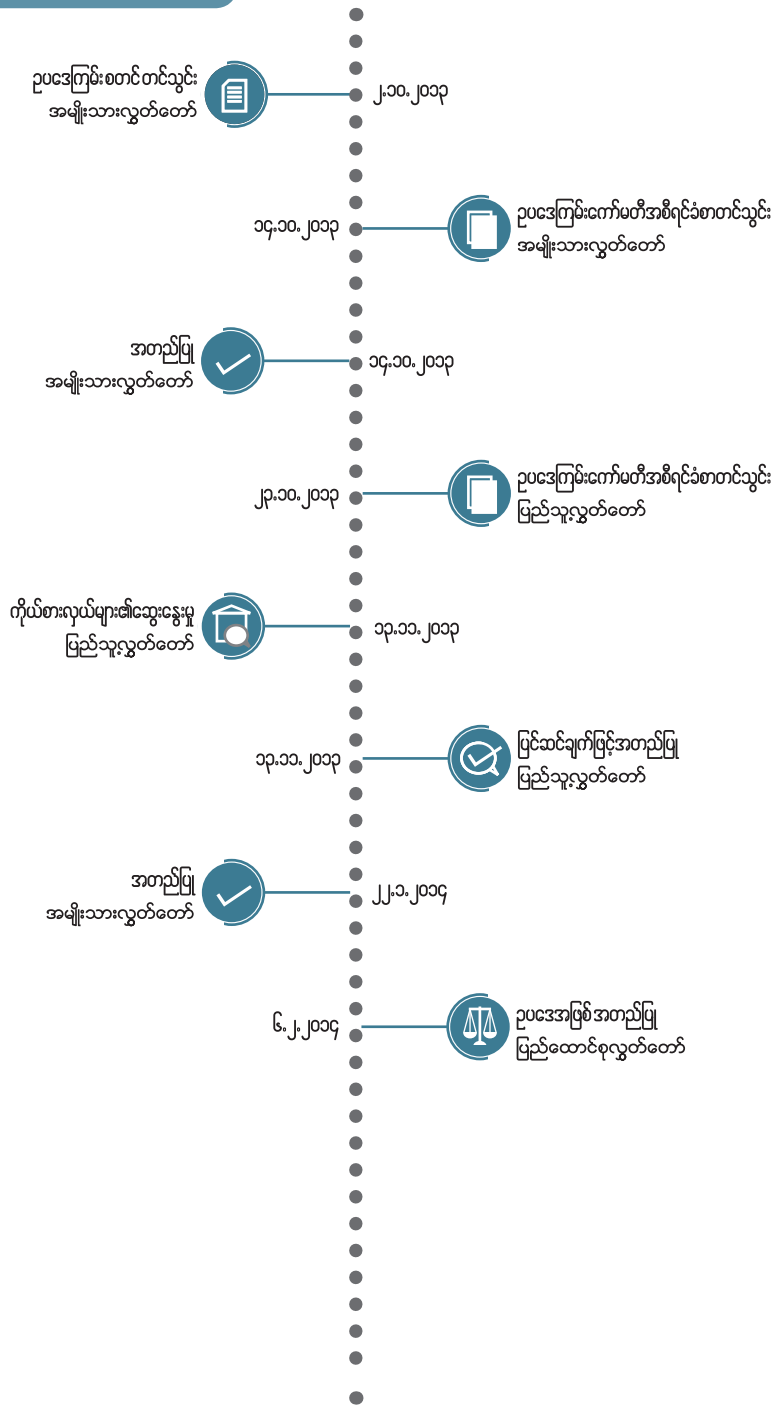 ဥပဒေကြမ်းစတင်တင်သွင်း
အမျိုးသားလွှတ်တော်
၂.၁၀.၂၀၁၃
၁၄.၁၀.၂၀၁၃
ဥပဒေကြမ်းကော်မတီအစီရင်ခံစာတင်သွင်း
အမျိုးသားလွှတ်တော်
အတည်ပြု
အမျိုးသားလွှတ်တော်
၁၄.၁၀.၂၀၁၃
၂၃.၁၀.၂၀၁၃
ဥပဒေကြမ်းကော်မတီအစီရင်ခံစာတင်သွင်း
ပြည်သူ့လွှတ်တော်
ကိုယ်စားလှယ်များ၏ဆွေးနွေးမှု
ပြည်သူ့လွှတ်တော်
၁၃.၁၁.၂၀၁၃
၁၃.၁၁.၂၀၁၃
ပြင်ဆင်ချက်ဖြင့်အတည်ပြု
ပြည်သူ့လွှတ်တော်
အတည်ပြု
အမျိုးသားလွှတ်တော်
၂၂.၁.၂၀၁၄
၆.၂.၂၀၁၄
ဥပဒေအဖြစ်အတည်ပြု
ပြည်ထောင်စုလွှတ်တော်